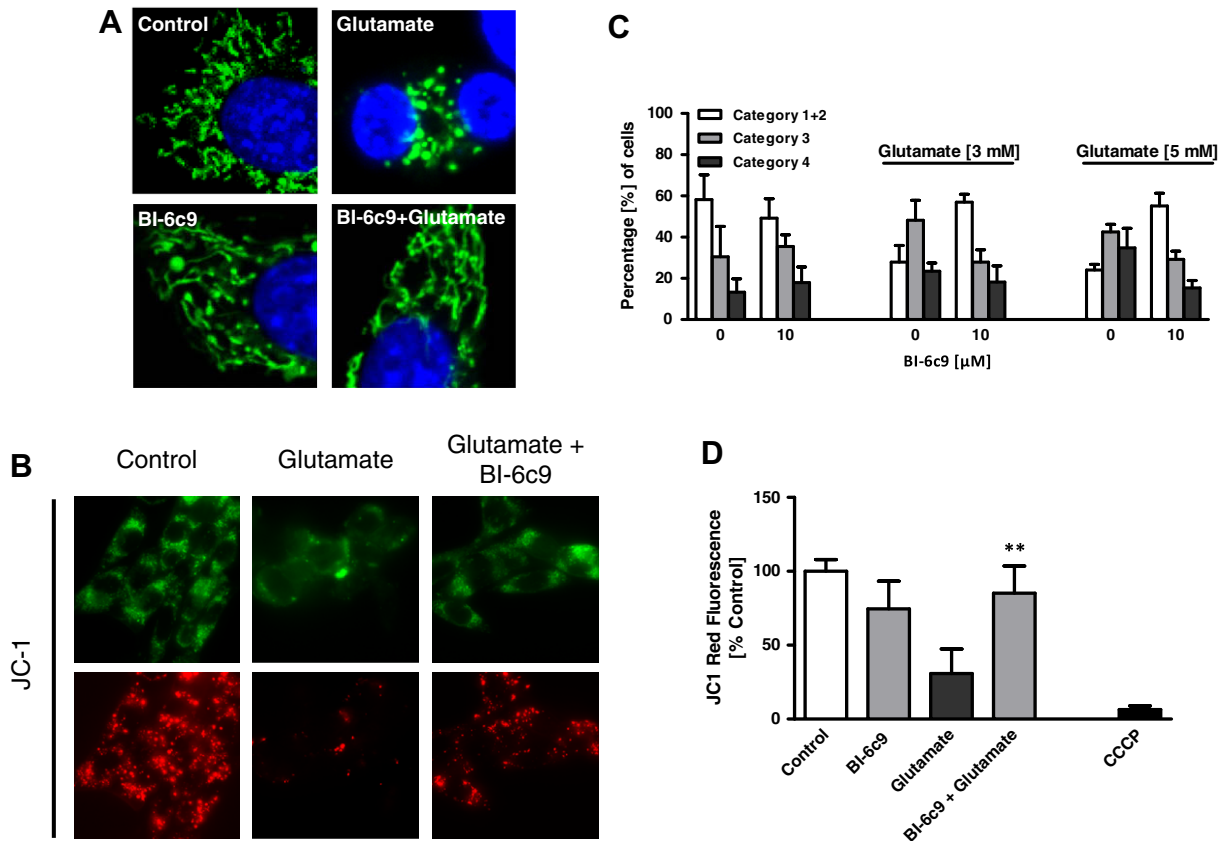 A
Control
Glutamate
BI-6c9
BI-6c9+Glutamate
B
Control
Glutamate
Glutamate +
BI-6c9
JC-1
C
Percentage [%] of cells
100
80
60
40
20
0
Category 1+2
Category 3
Category 4
Glutamate [3 mM]
Glutamate [5 mM]
0
10
0
10
0
10
BI-6c9 [µM]
D
JC1 Red Fluorescence
[% Control]
150
100
50
0
**
Control
BI-6c9
Glutamate
BI-6c9 + Glutamate
CCCP